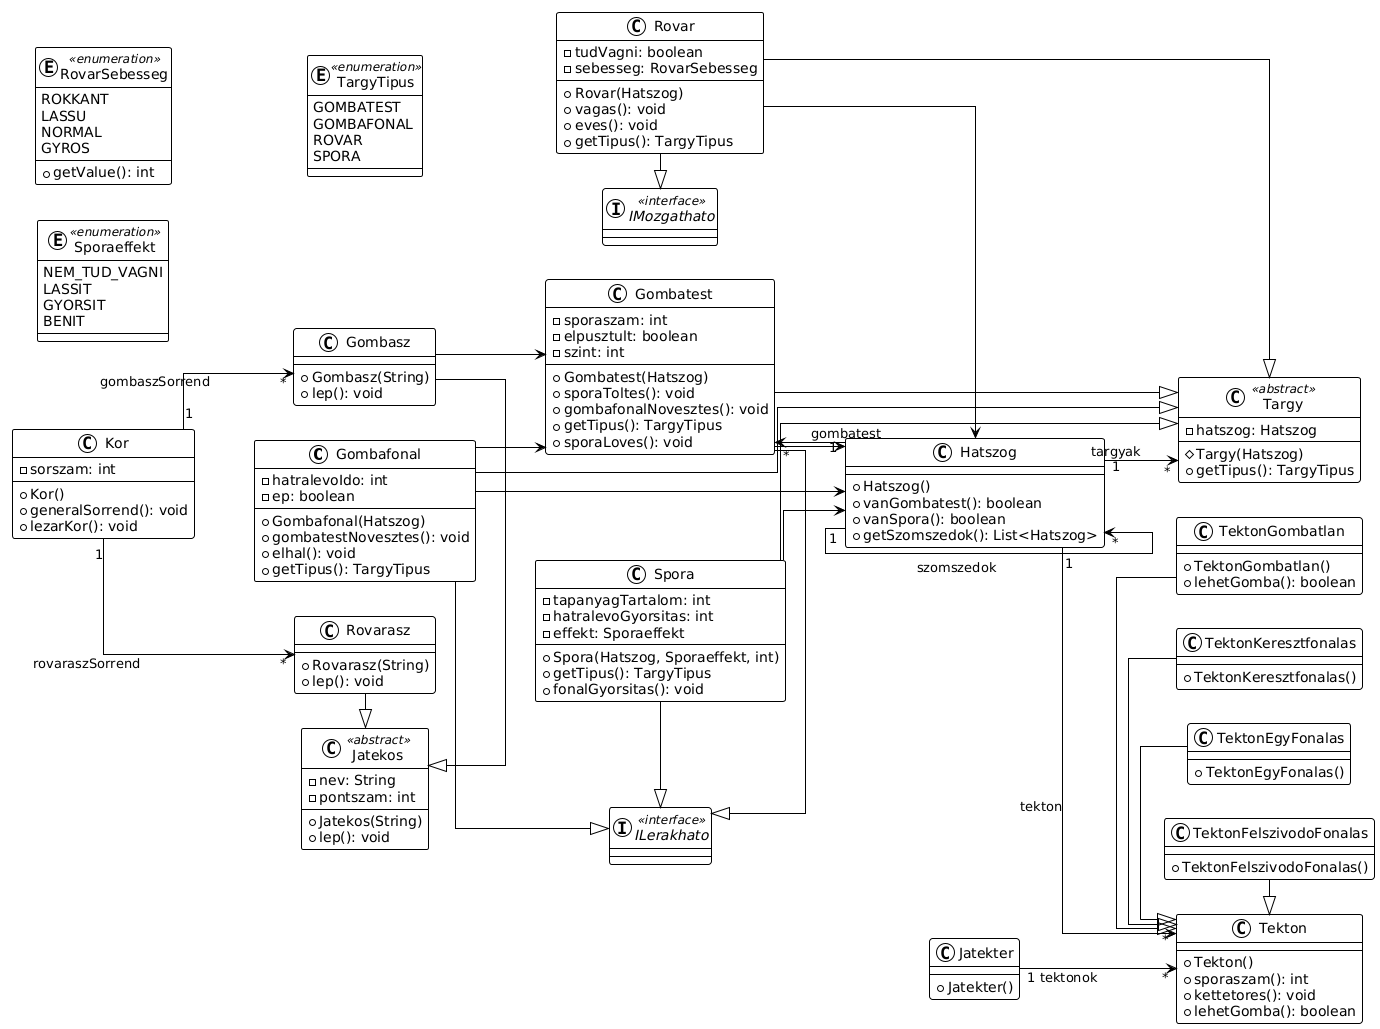 C Rovar
tudVagni: boolean
sebesseg: RovarSebesseg
Rovar(Hatszog)
vagas(): void
eves(): void
getTipus(): TargyTipus
E «enumeration»
RovarSebesseg
ROKKANT
LASSU
NORMAL
GYROS
getValue(): int
E «enumeration»
TargyTipus
GOMBATEST
GOMBAFONAL
ROVAR
SPORA
I «interface»
IMozgathato
E «enumeration»
Sporaeffekt
NEM_TUD_VAGNI
LASSIT
GYORSIT
BENIT
C Gombatest
sporaszam: int
elpusztult: boolean
szint: int
Gombatest(Hatszog)
sporaToltes(): void
gombafonalNovesztes(): void
getTipus(): TargyTipus
sporaLoves(): void
C Gombasz
Gombasz(String)
lep(): void
gombaszSorrend
*
1
C «abstract»
Targy
hatszog: Hatszog
Targy(Hatszog)
getTipus(): TargyTipus
C Kor
sorszam: int
Kor()
generalSorrend(): void
lezarKor(): void
1
C Gombafonal
hatralevoIdo: int
ep: boolean
Gombafonal(Hatszog)
gombatestNovesztes(): void
elhal(): void
getTipus(): TargyTipus
gombatest
1
*
C Hatszog
Hatszog()
vanGombatest(): boolean
vanSpora(): boolean
getSzomszedok(): List<Hatszog>
targyak
1
*
1
*
szomszedok
1
C TektonGombatlan
TektonGombatlan()
lehetGomba(): boolean
C Spora
tapanyagTartalom: int
hatralevoGyorsitas: int
effekt: Sporaeffekt
Spora(Hatszog, Sporaeffekt, int)
getTipus(): TargyTipus
fonalGyorsitas(): void
C Rovarasz
Rovarasz(String)
lep(): void
rovaraszSorrend
*
C TektonKeresztfonalas
TektonKeresztfonalas()
C «abstract»
Jatekos
nev: String
pontszam: int
Jatekos(String)
lep(): void
C TektonEgyFonalas
TektonEgyFonalas()
I «interface»
ILerakhato
tekton
C TektonFelszivodoFonalas
TektonFelszivodoFonalas()
C Tekton
Tekton()
sporaszam(): int
kettetores(): void
lehetGomba(): boolean
*
C Jatekter
Jatekter()
1 tektonok
*